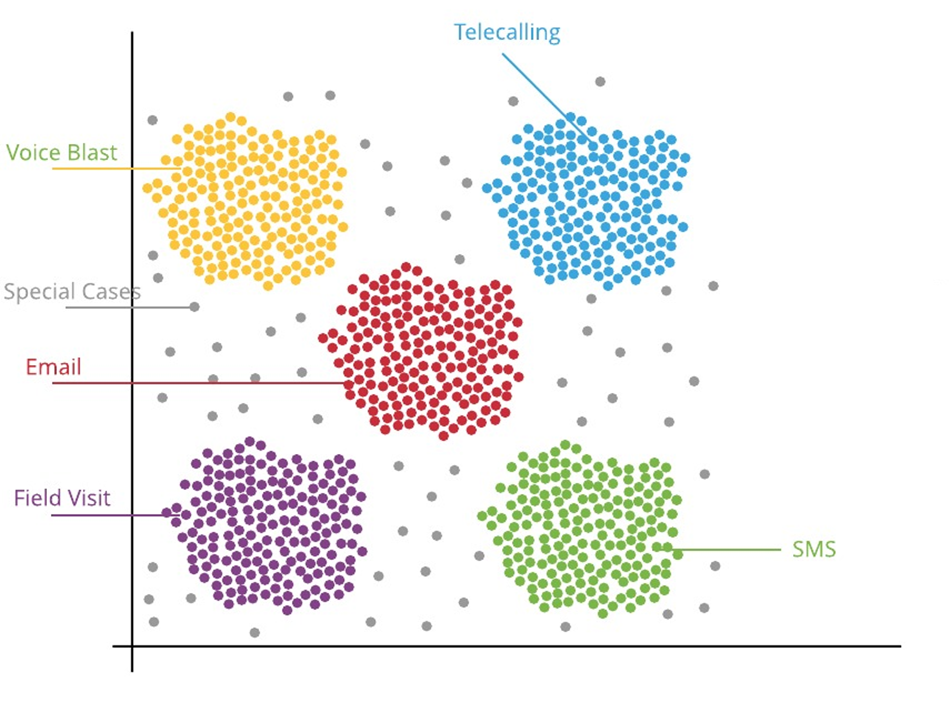 Telecalling
Voice Blast
Special Cases
Email
Field Visit
SMS